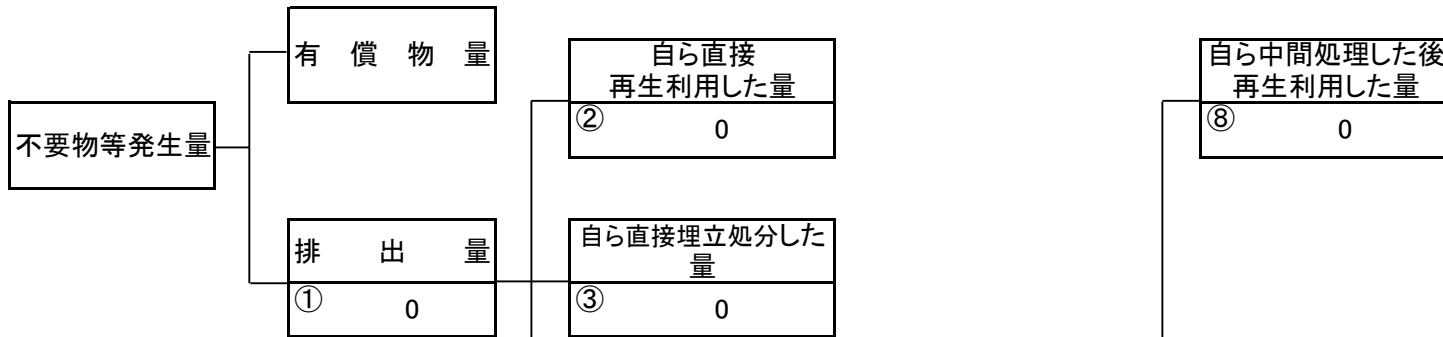 不要物等発生量
有償物量
排出量
① 0
自ら直接
再生利用した量
② 0
自ら直接埋立処分した
量
③ 0
自ら中間処理した後
再生利用した量
⑧ 0